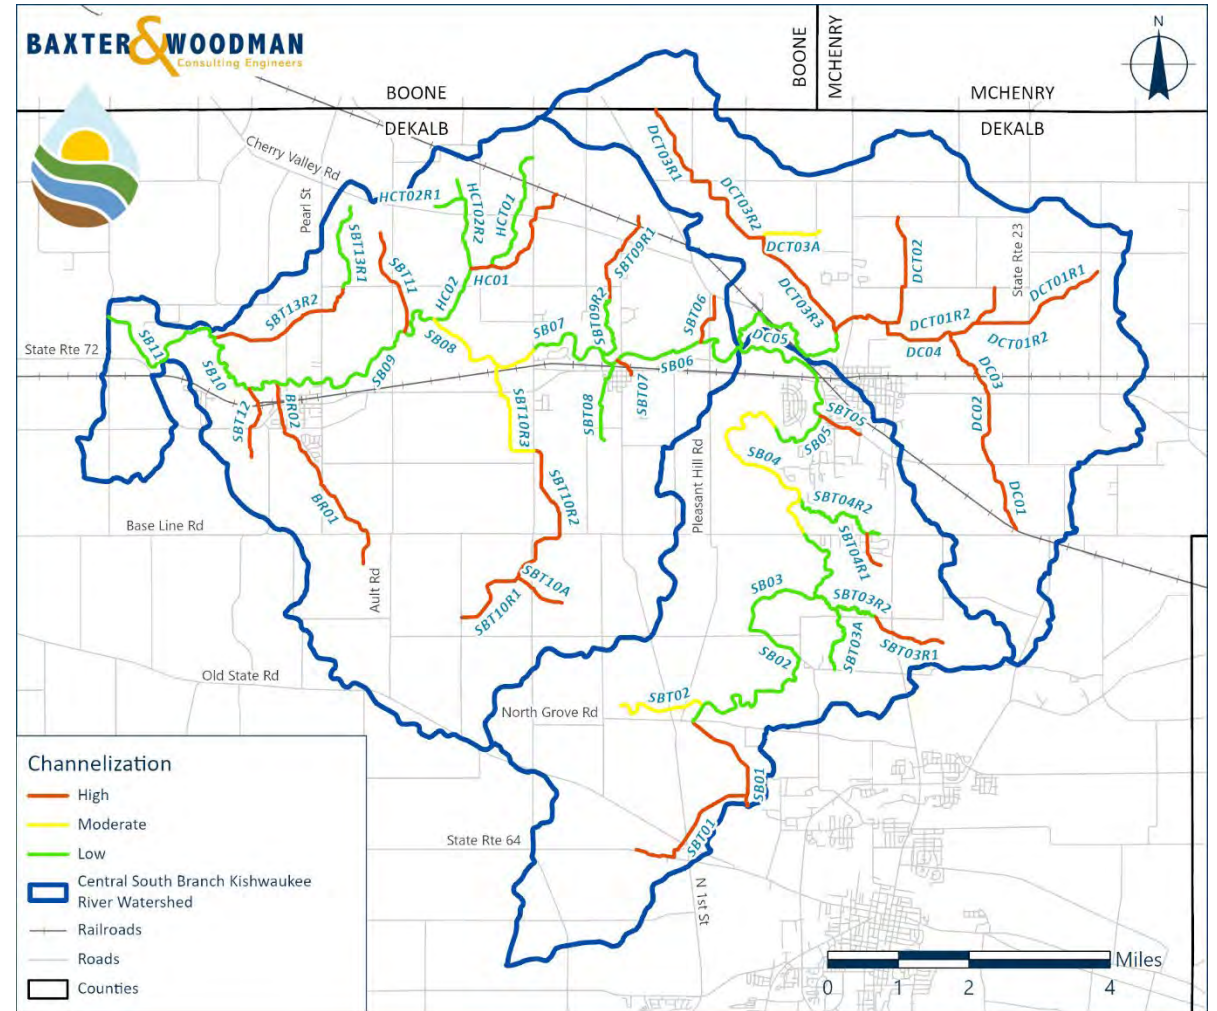 BAXTER & WOODMAN
Consulting Engineers
BOONE
MCHENRY
N
BOONE
MCHENRY
DEKALB
DEKALB
Cherry Valley Rd
Pearl St
HCT02R1
HCT02R2
HCT01
DCT03R1
DCT03R2
DCT03A
DCT02
State Rte 23
DCT01R1
SBT13R1
SBT11
SBT09R1
HC01
HC02
SBT13R2
SBT09R2
SBT06
DCT03R3
DCT01R2
DCT01R2
SB11
State Rte 72
SB10
SB09
SB08
SB07
SB06
DC05
DC04
DC03
SBT12
BR02
SBT10R3
SBT08
SBT07
SBT05
SB05
DC02
Pleasant Hill Rd
SB04
BR01
SBT10R2
SBT04R2
DC01
Base Line Rd
SBT04R1
Ault Rd
SBT10A
SBT10R1
SB03
SBT03R2
SBT03A
SBT03R1
SB02
Old State Rd
SBT02
North Grove Rd
SB01
SBT01
State Rte 64
N 1st St
Channelization
High
Moderate
Low
Central South Branch Kishwaukee
River Watershed
Railroads
Roads
Counties
Miles
0 1 2 4